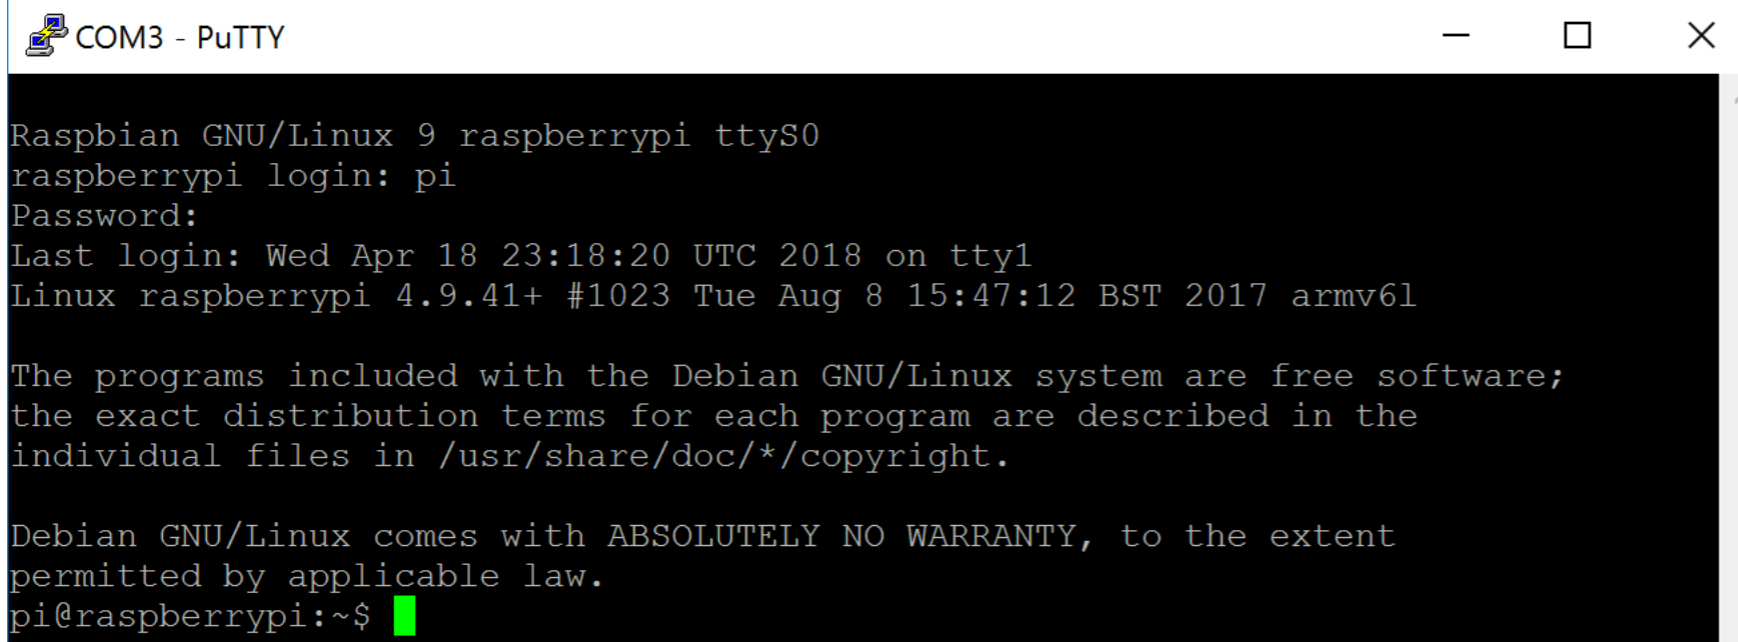 COM3 - PuTTY
Raspbian GNU/Linux 9 raspberrypi ttyS0
raspberrypi login: pi
Password:
Last login: Wed Apr 18 23:18:20 UTC 2018 on tty1
Linux raspberrypi 4.9.41+ #1023 Tue Aug 8 15:47:12 BST 2017 armv6l
The programs included with the Debian GNU/Linux system are free software;
the exact distribution terms for each program are described in the
individual files in /usr/share/doc/*/copyright.
Debian GNU/Linux comes with ABSOLUTELY NO WARRANTY, to the extent
permitted by applicable law.
pi@raspberrypi:~$